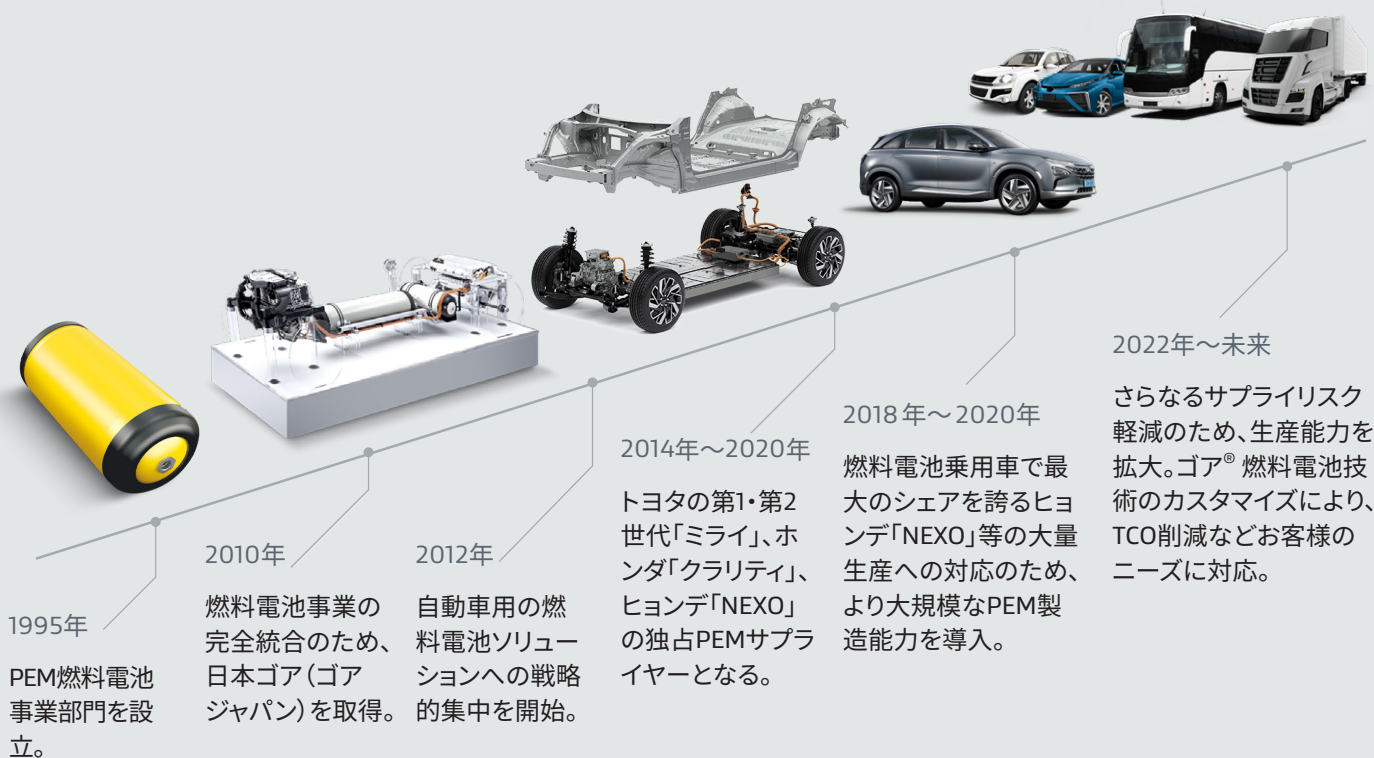 1995年
PEM燃料電池
事業部門を設
立。
2010年
燃料電池事業の
完全統合のため、
日本ゴア（ゴア
ジャパン）を取得。
2012年
自動車用の燃
料電池ソリュー
ションへの戦略
的集中を開始。
2014年～2020年
トヨタの第1・第2
世代「ミライ」、ホ
ンダ「クラリティ」、
ヒョンデ「NEXO」
の独占PEMサプラ
イヤーとなる。
2018年～2020年
燃料電池乗用車で最
大のシェアを誇るヒョ
ンデ「NEXO」等の大量
生産への対応のため、
より大規模なPEM製
造能力を導入。
2022年～未来
さらなるサプライリスク
軽減のため、生産能力を
拡大。ゴア® 燃料電池技
術のカスタマイズにより、
TCO削減などお客様の
ニーズに対応。